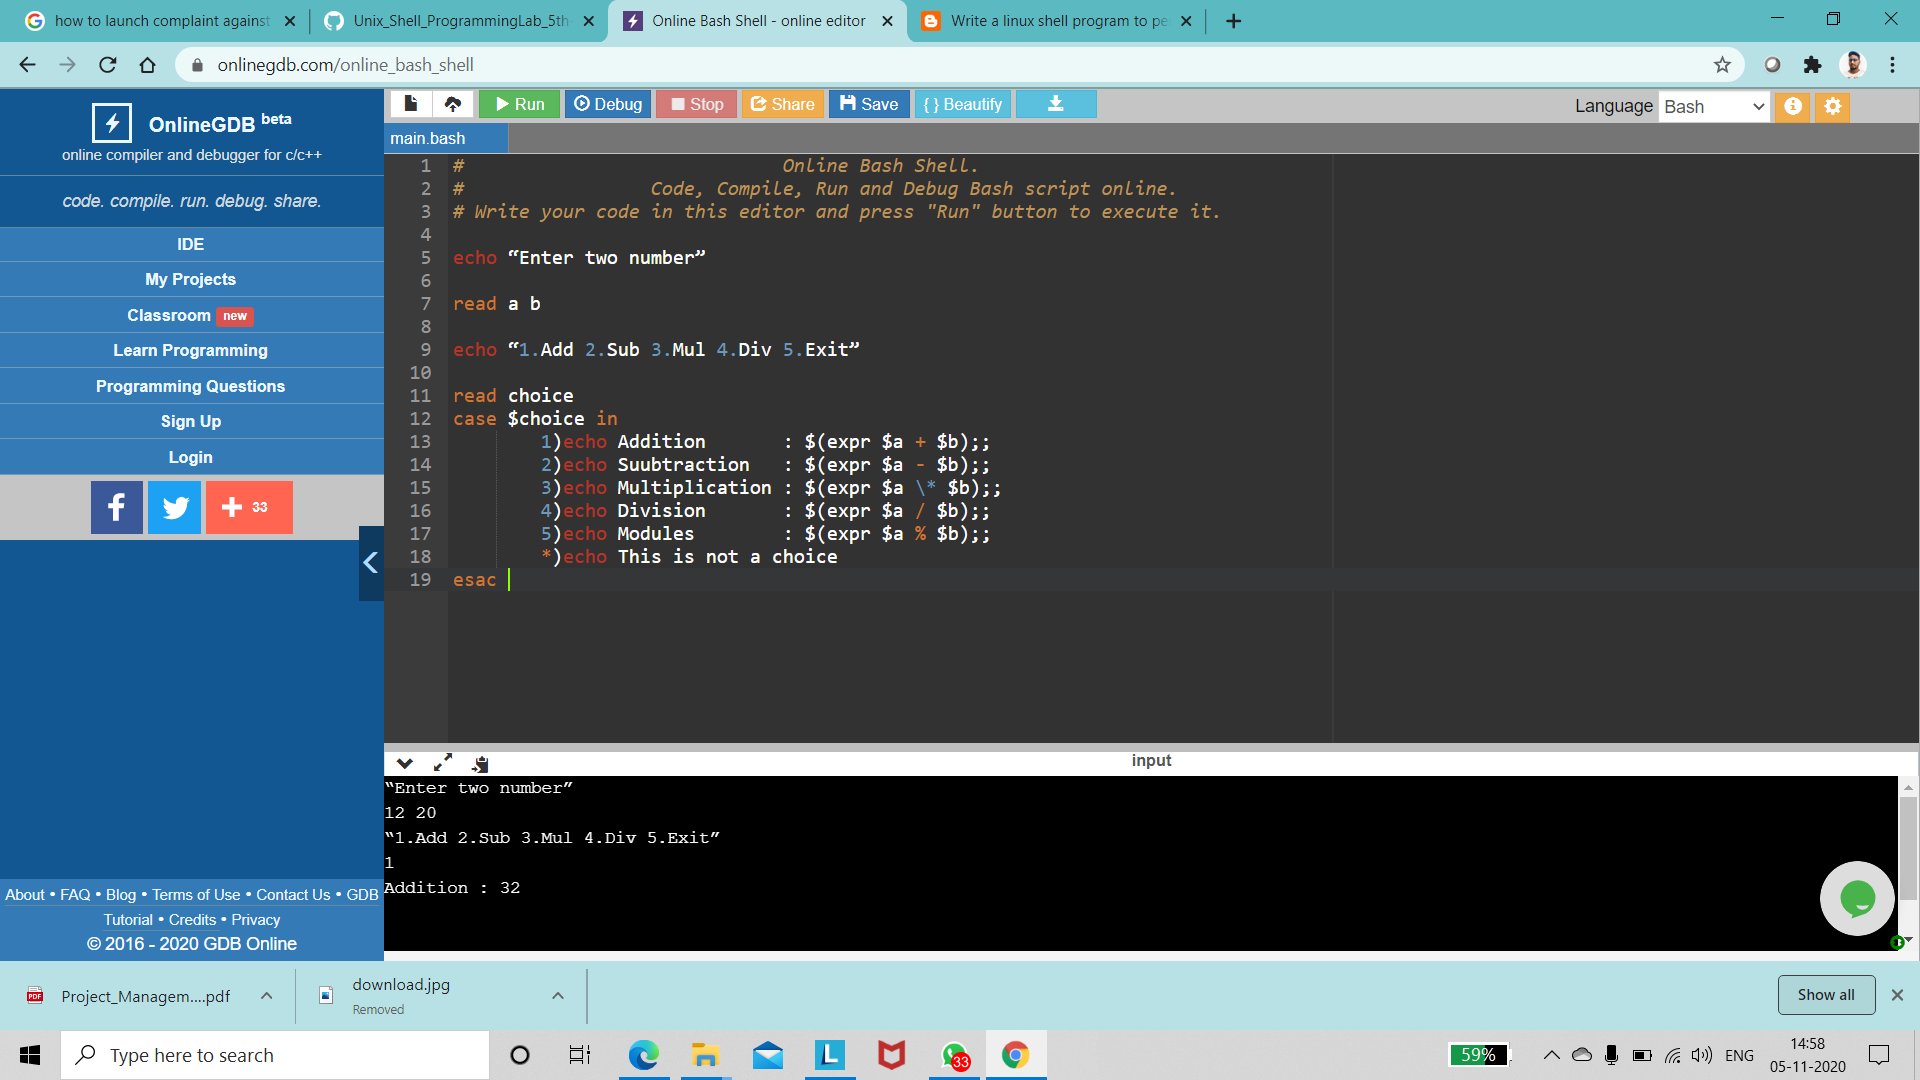 how to launch complaint against
Unix_Shell_ProgrammingLab_5th
Online Bash Shell - online editor
Write a linux shell program to pe
onlinegdb.com/online_bash_shell
OnlineGDB beta
online compiler and debugger for c/c++
code. compile. run. debug. share.
IDE
My Projects
Classroom new
Learn Programming
Programming Questions
Sign Up
Login
33
About • FAQ • Blog • Terms of Use • Contact Us • GDB
Tutorial • Credits • Privacy
© 2016 - 2020 GDB Online
Run
Debug
Stop
Share
Save
{ } Beautify
Language Bash
main.bash
1 # Online Bash Shell.
2 # Code, Compile, Run and Debug Bash script online.
3 # Write your code in this editor and press "Run" button to execute it.
4
5 echo “Enter two number”
6
7 read a b
8
9 echo “1.Add 2.Sub 3.Mul 4.Div 5.Exit”
10
11 read choice
12 case $choice in
13 1)echo Addition : $(expr $a + $b);;
14 2)echo Suubtraction : $(expr $a - $b);;
15 3)echo Multiplication : $(expr $a \* $b);;
16 4)echo Division : $(expr $a / $b);;
17 5)echo Modules : $(expr $a % $b);;
18 *)echo This is not a choice
19 esac
input
“Enter two number”
12 20
“1.Add 2.Sub 3.Mul 4.Div 5.Exit”
1
Addition : 32
PDF
Project_Managem....pdf
download.jpg
Removed
Show all
Type here to search
L
33
59%
ENG
14:58
05-11-2020